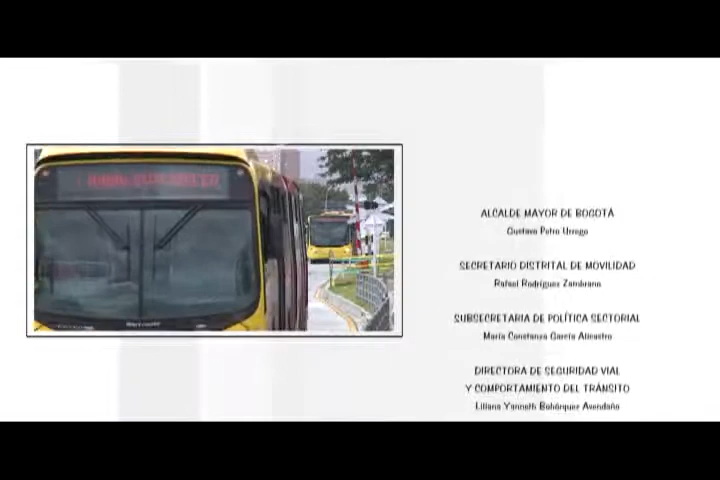 ALCALDE MAYOR DE BOGOTÁ
Gustavo Petro Urrego
SECRETARIO DISTRITAL DE MOVILIDAD
Rafael Rodríguez Zambrano
SUBSECRETARIA DE POLÍTICA SECTORIAL
María Constanza García Alicastro
DIRECTORA DE SEGURIDAD VIAL
Y COMPORTAMIENTO DEL TRÁNSITO
Liliana Yanneth Bohórquez Avendaño